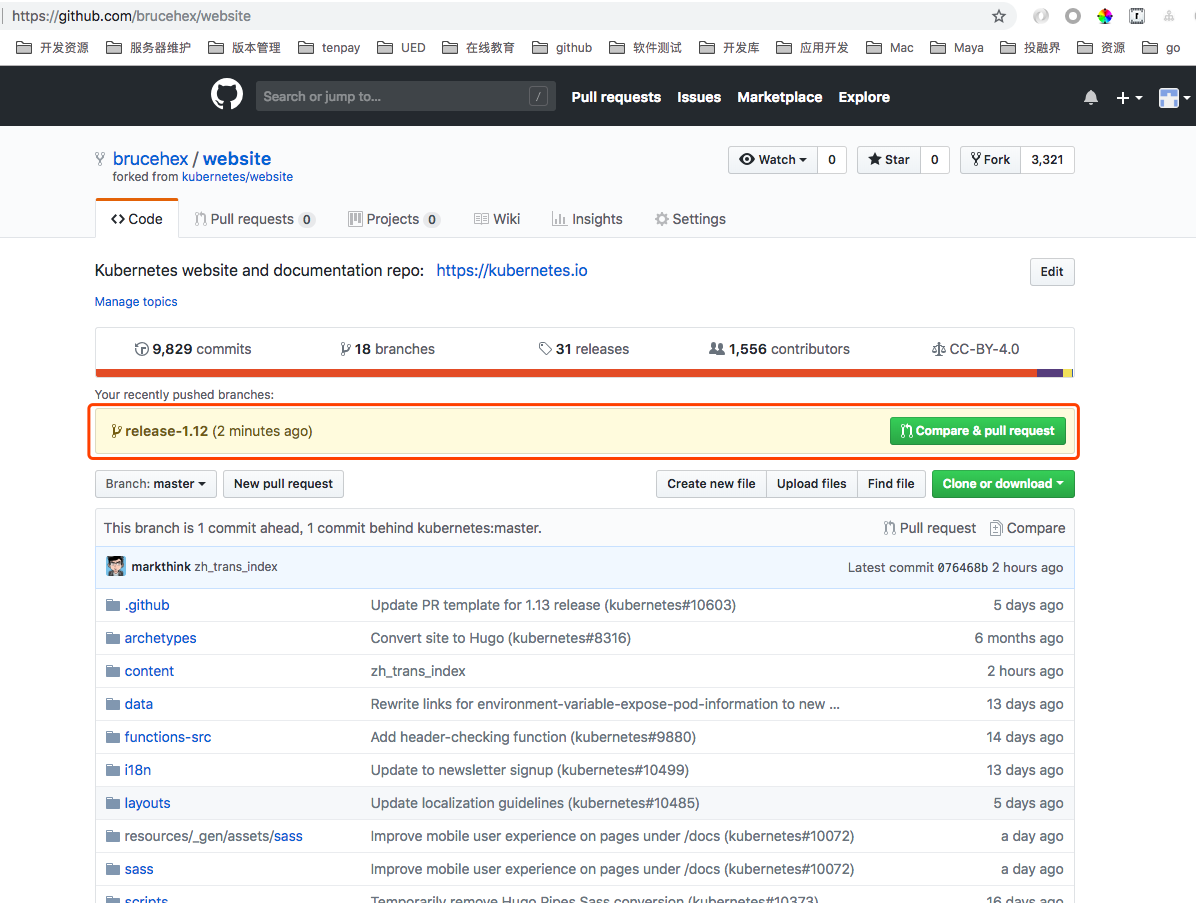 https://github.com/brucehex/website
开发资源 服务器维护 版本管理 tenpay UED 在线教育 github 软件测试 开发库 应用开发 Mac Maya 投融界 资源 go
Search or jump to... / Pull requests Issues Marketplace Explore
brucehex / website Watch 0 Star 0 Fork 3,321
forked from kubernetes/website
Code Pull requests 0 Projects 0 Wiki Insights Settings
Kubernetes website and documentation repo: https://kubernetes.io Edit
Manage topics
9,829 commits 18 branches 31 releases 1,556 contributors CC-BY-4.0
Your recently pushed branches:
release-1.12 (2 minutes ago) Compare & pull request
Branch: master New pull request Create new file Upload files Find file Clone or download
This branch is 1 commit ahead, 1 commit behind kubernetes:master. Pull request Compare
markthink zh_trans_index Latest commit 076468b 2 hours ago
.github Update PR template for 1.13 release (kubernetes#10603) 5 days ago
archetypes Convert site to Hugo (kubernetes#8316) 6 months ago
content zh_trans_index 2 hours ago
data Rewrite links for environment-variable-expose-pod-information to new ... 13 days ago
functions-src Add header-checking function (kubernetes#9880) 14 days ago
i18n Update to newsletter signup (kubernetes#10499) 13 days ago
layouts Update localization guidelines (kubernetes#10485) 5 days ago
resources/_gen/assets/sass Improve mobile user experience on pages under /docs (kubernetes#10072) a day ago
sass Improve mobile user experience on pages under /docs (kubernetes#10072) a day ago
scripts Temporarily remove Hugo Pipes Sass conversion (kubernetes#10373) 16 days ago